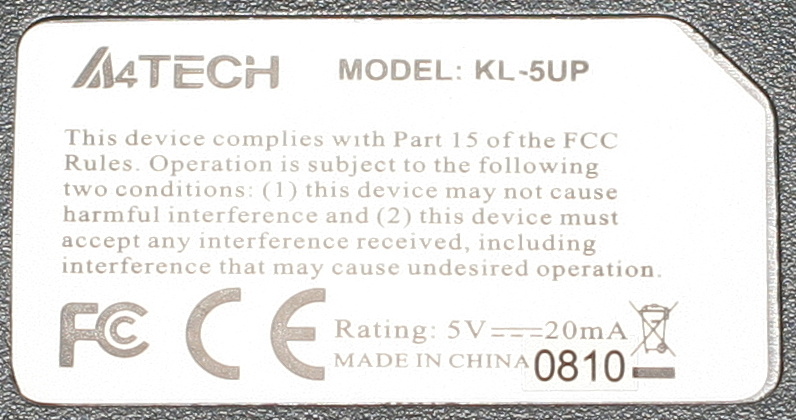 A4TECH MODEL: KL-5UP
This device complies with Part 15 of the FCC
Rules. Operation is subject to the following
two conditions: (1) this device may not cause
harmful interference and (2) this device must
accept any interference received, including
interference that may cause undesired operation.
FC CE Rating: 5V⎓20mA
MADE IN CHINA 0810